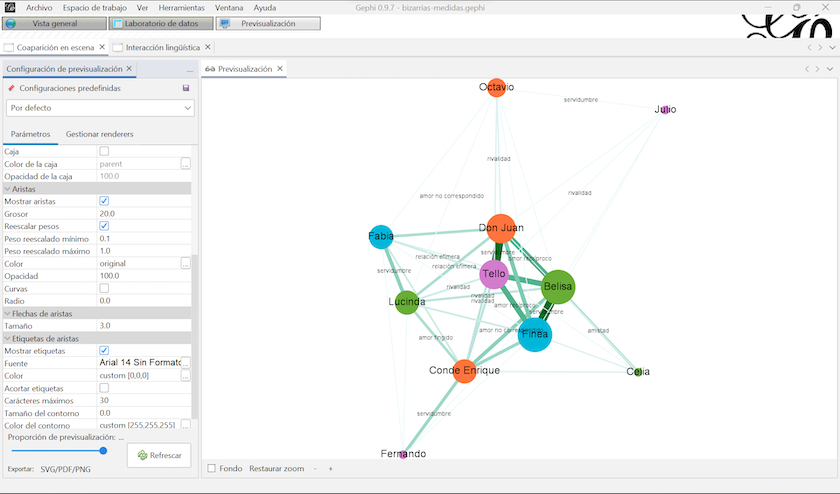 Archivo Espacio de trabajo Ver Herramientas Ventana Ayuda
Gephi 0.9.7 - bizarrias-medidas.gephi
Vista general
Laboratorio de datos
Previsualización
Coaparición en escena
Interacción lingüística
Configuración de previsualización
Configuraciones predefinidas
Por defecto
Parámetros
Gestionar renderers
Caja
Color de la caja parent ...
Opacidad de la caja 100.0
Aristas
Mostrar aristas
Grosor 20.0
Reescalar pesos
Peso reescalado mínimo 0.1
Peso reescalado máximo 1.0
Color original ...
Opacidad 100.0
Curvas
Radio 0.0
Flechas de aristas
Tamaño 3.0
Etiquetas de aristas
Mostrar etiquetas
Fuente Arial 14 Sin Formato ...
Color custom [0,0,0] ...
Acortar etiquetas
Carácteres máximos 30
Tamaño del contorno 0.0
Color del contorno custom [255,255,255] ...
Proporción de previsualización: ...
Refrescar
Exportar: SVG/PDF/PNG
Previsualización
Octavio
servidumbre
Julio
rivalidad
amor no correspondido
rivalidad
Don Juan
Fabia
servidumbre
relación efímera
amor recíproco
relación efímera
servidumbre
Tello
rivalidad
Belisa
rivalidad
rivalidad
Lucinda
amor recíproco
servidumbre
amor no correspondido
Finea
amistad
amor fingido
Conde Enrique
Celia
servidumbre
Fernando
Fondo
Restaurar zoom
-
+